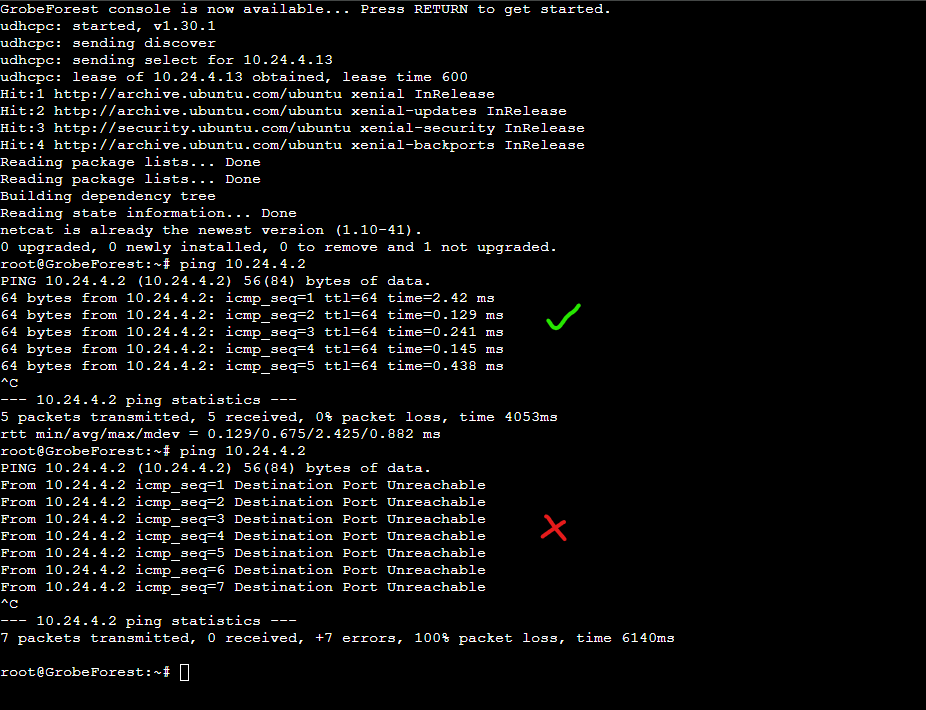 GrobeForest console is now available... Press RETURN to get started.
udhcpc: started, v1.30.1
udhcpc: sending discover
udhcpc: sending select for 10.24.4.13
udhcpc: lease of 10.24.4.13 obtained, lease time 600
Hit:1 http://archive.ubuntu.com/ubuntu xenial InRelease
Hit:2 http://archive.ubuntu.com/ubuntu xenial-updates InRelease
Hit:3 http://security.ubuntu.com/ubuntu xenial-security InRelease
Hit:4 http://archive.ubuntu.com/ubuntu xenial-backports InRelease
Reading package lists... Done
Reading package lists... Done
Building dependency tree
Reading state information... Done
netcat is already the newest version (1.10-41).
0 upgraded, 0 newly installed, 0 to remove and 1 not upgraded.
root@GrobeForest:~# ping 10.24.4.2
PING 10.24.4.2 (10.24.4.2) 56(84) bytes of data.
64 bytes from 10.24.4.2: icmp_seq=1 ttl=64 time=2.42 ms
64 bytes from 10.24.4.2: icmp_seq=2 ttl=64 time=0.129 ms
64 bytes from 10.24.4.2: icmp_seq=3 ttl=64 time=0.241 ms
64 bytes from 10.24.4.2: icmp_seq=4 ttl=64 time=0.145 ms
64 bytes from 10.24.4.2: icmp_seq=5 ttl=64 time=0.438 ms
^C
--- 10.24.4.2 ping statistics ---
5 packets transmitted, 5 received, 0% packet loss, time 4053ms
rtt min/avg/max/mdev = 0.129/0.675/2.425/0.882 ms
root@GrobeForest:~# ping 10.24.4.2
PING 10.24.4.2 (10.24.4.2) 56(84) bytes of data.
From 10.24.4.2 icmp_seq=1 Destination Port Unreachable
From 10.24.4.2 icmp_seq=2 Destination Port Unreachable
From 10.24.4.2 icmp_seq=3 Destination Port Unreachable
From 10.24.4.2 icmp_seq=4 Destination Port Unreachable
From 10.24.4.2 icmp_seq=5 Destination Port Unreachable
From 10.24.4.2 icmp_seq=6 Destination Port Unreachable
From 10.24.4.2 icmp_seq=7 Destination Port Unreachable
^C
--- 10.24.4.2 ping statistics ---
7 packets transmitted, 0 received, +7 errors, 100% packet loss, time 6140ms
root@GrobeForest:~#